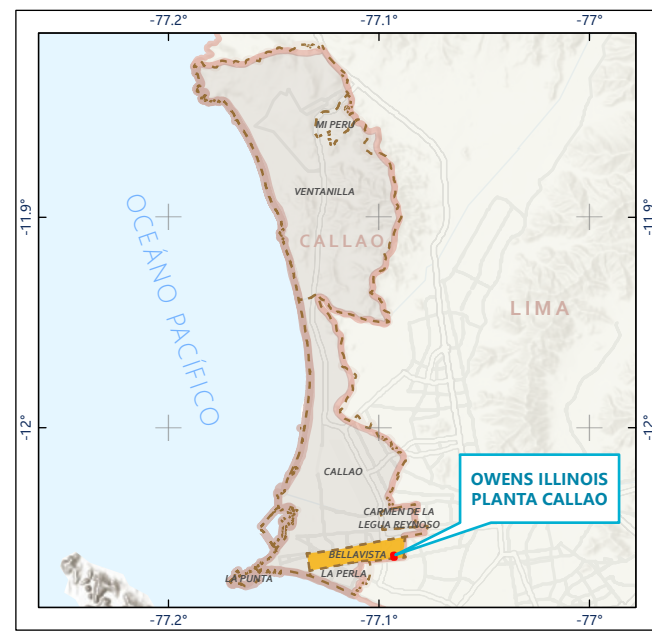 -77.2°
-77.1°
-77°
MI PERU
VENTANILLA
-11.9°
-11.9°
CALLAO
OCEÁNO PACÍFICO
LIMA
-12°
-12°
CALLAO
OWENS ILLINOIS
PLANTA CALLAO
CARMEN DE LA
LEGUA REYNOSO
BELLAVISTA
LA PUNTA
LA PERLA
-77.2°
-77.1°
-77°